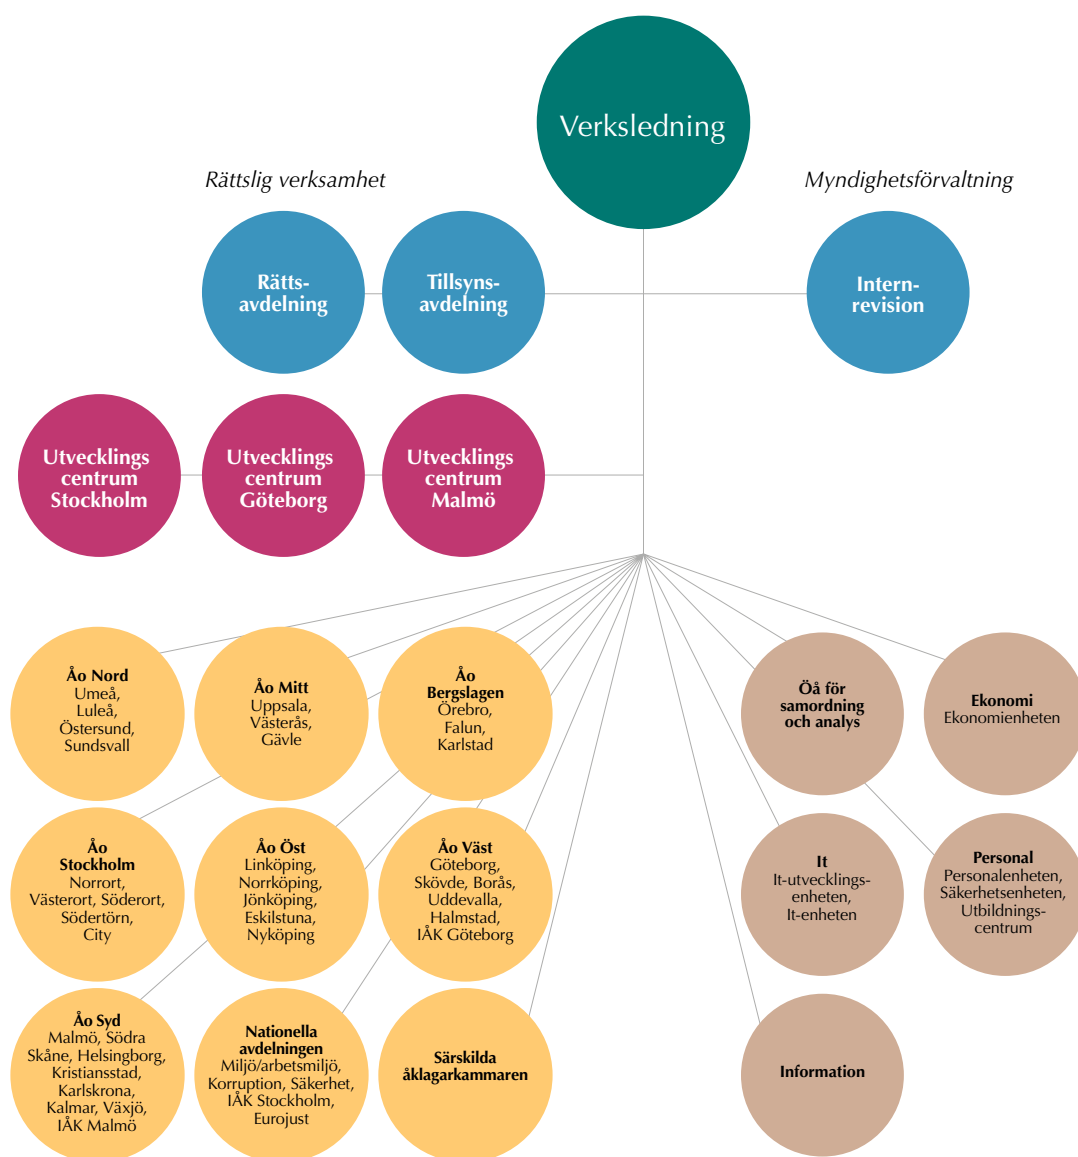 Verksledning
Rättslig verksamhet
Myndighetsförvaltning
Rätts-
avdelning
Tillsyns-
avdelning
Intern-
revision
Utvecklings
centrum
Stockholm
Utvecklings
centrum
Göteborg
Utvecklings
centrum
Malmö
Åo Nord
Umeå,
Luleå,
Östersund,
Sundsvall
Åo Mitt
Uppsala,
Västerås,
Gävle
Åo
Bergslagen
Örebro,
Falun,
Karlstad
Öå för
samordning
och analys
Ekonomi
Ekonomienheten
Åo
Stockholm
Norrort,
Västerort, Söderort,
Södertörn,
City
Åo Öst
Linköping,
Norrköping,
Jönköping,
Eskilstuna,
Nyköping
Åo Väst
Göteborg,
Skövde, Borås,
Uddevalla,
Halmstad,
IÅK Göteborg
It
It-utvecklings-
enheten,
It-enheten
Personal
Personalenheten,
Säkerhetsenheten,
Utbildnings-
centrum
Åo Syd
Malmö, Södra
Skåne, Helsingborg,
Kristiansstad,
Karlskrona,
Kalmar, Växjö,
IÅK Malmö
Nationella
avdelningen
Miljö/arbetsmiljö,
Korruption, Säkerhet,
IÅK Stockholm,
Eurojust
Särskilda
åklagarkammaren
Information